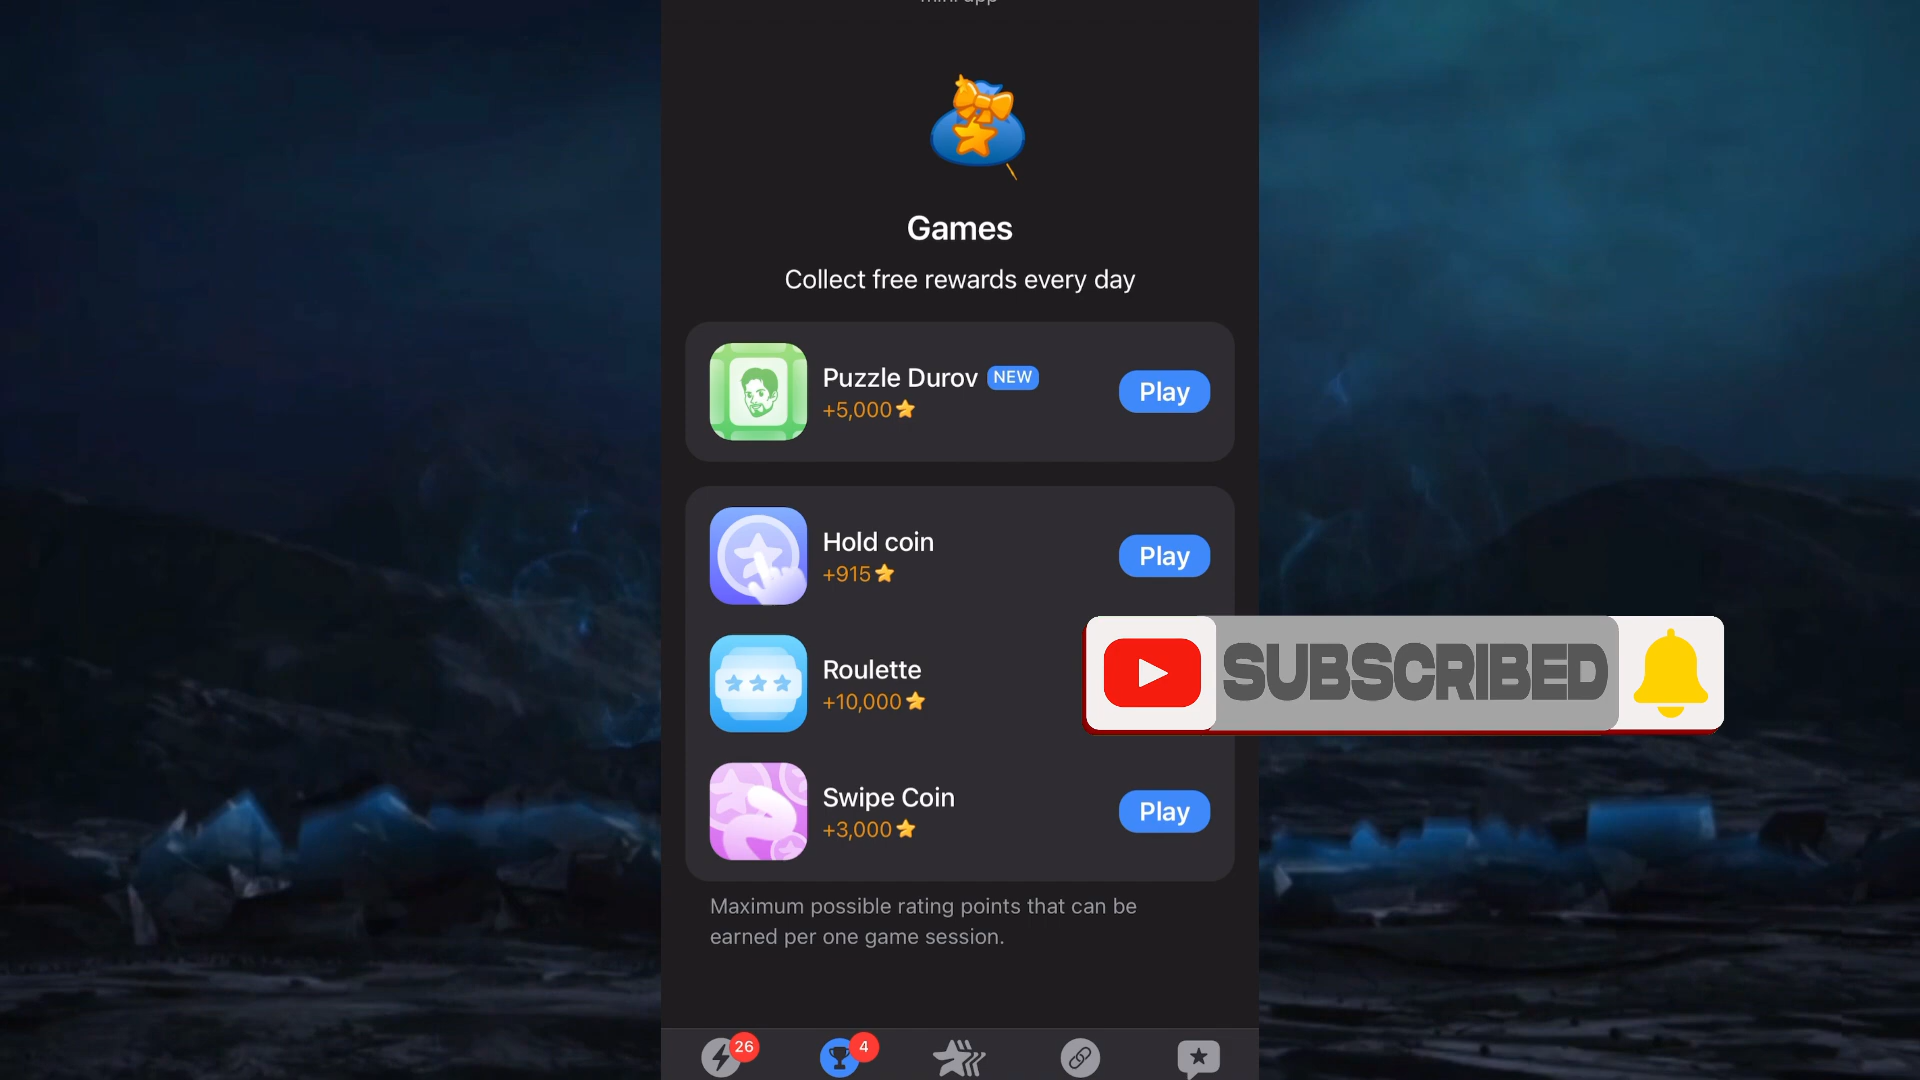 mini app
Games
Collect free rewards every day
Puzzle Durov NEW
+5,000
Play
Hold coin
+915
Play
Roulette
+10,000
SUBSCRIBED
Swipe Coin
+3,000
Play
Maximum possible rating points that can be
earned per one game session.
26
4